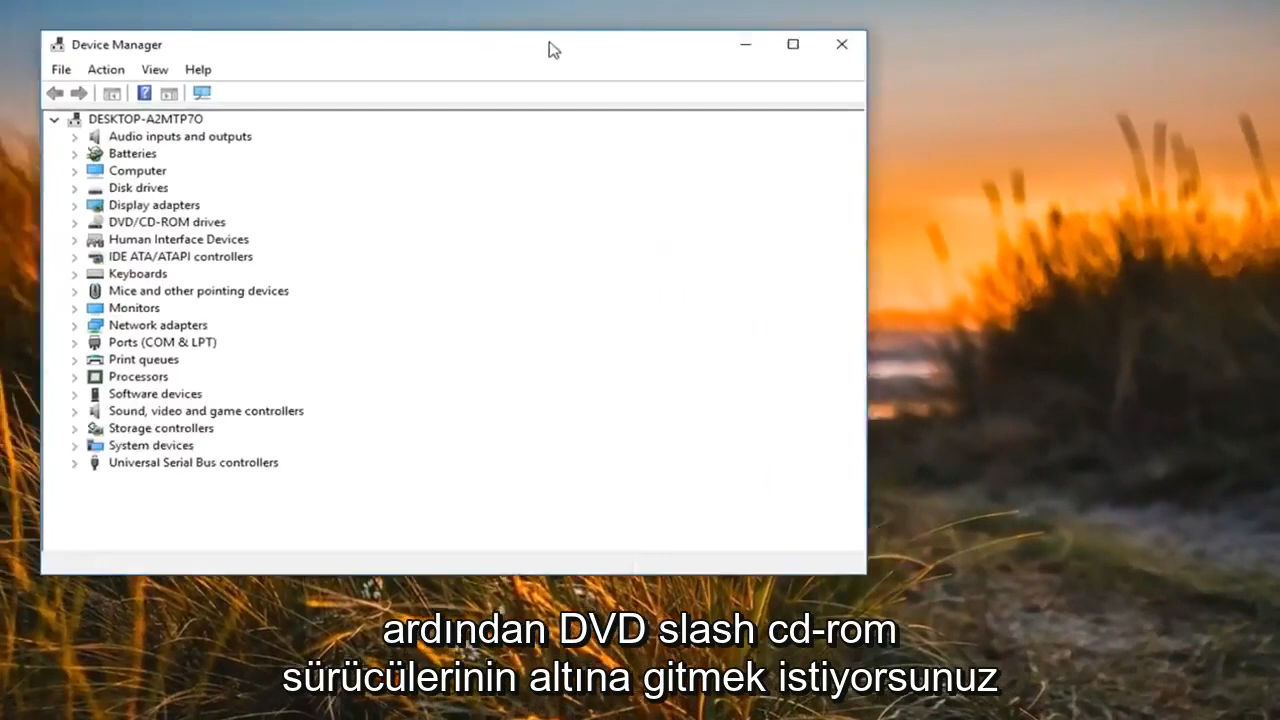 Device Manager
File Action View Help
DESKTOP-A2MTP7O
Audio inputs and outputs
Batteries
Computer
Disk drives
Display adapters
DVD/CD-ROM drives
Human Interface Devices
IDE ATA/ATAPI controllers
Keyboards
Mice and other pointing devices
Monitors
Network adapters
Ports (COM & LPT)
Print queues
Processors
Software devices
Sound, video and game controllers
Storage controllers
System devices
Universal Serial Bus controllers
ardından DVD slash cd-rom
sürücülerinin altına gitmek istiyorsunuz